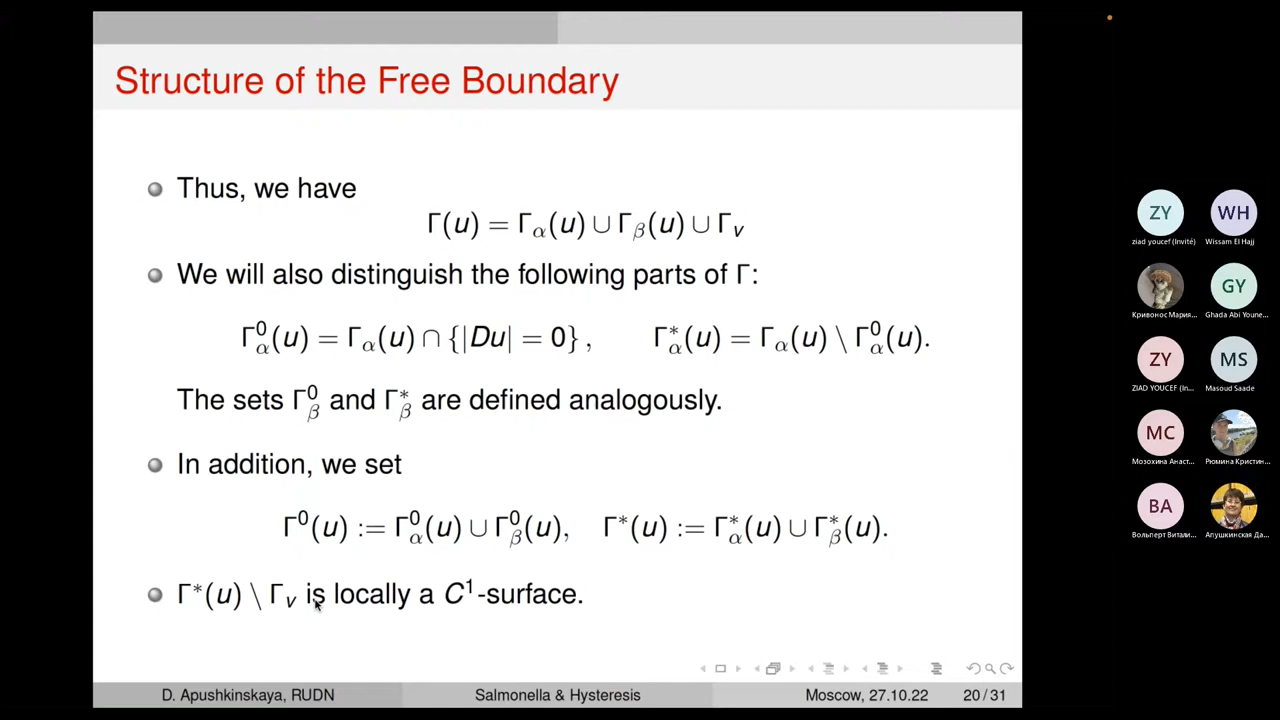 Structure of the Free Boundary
Thus, we have
Γ(u) = Γ_α(u) ∪ Γ_β(u) ∪ Γ_v
We will also distinguish the following parts of Γ:
Γ⁰_α(u) = Γ_α(u) ∩ {|Du| = 0}, Γ*_α(u) = Γ_α(u) \ Γ⁰_α(u).
The sets Γ⁰_β and Γ*_β are defined analogously.
In addition, we set
Γ⁰(u) := Γ⁰_α(u) ∪ Γ⁰_β(u), Γ*(u) := Γ*_α(u) ∪ Γ*_β(u).
Γ*(u) \ Γ_v is locally a C¹-surface.
D. Apushkinskaya, RUDN Salmonella & Hysteresis Moscow, 27.10.22 20 / 31
ZY WH
ziad youcef (Invité) Wissam El Hajj
GY
Кривонос Мария... Ghada Abi Youne...
ZY MS
ZIAD YOUCEF (In... Masoud Saade
MC
Мозохина Анаст... Рюмина Кристин...
BA
Вольперт Витали... Апушкинская Да...